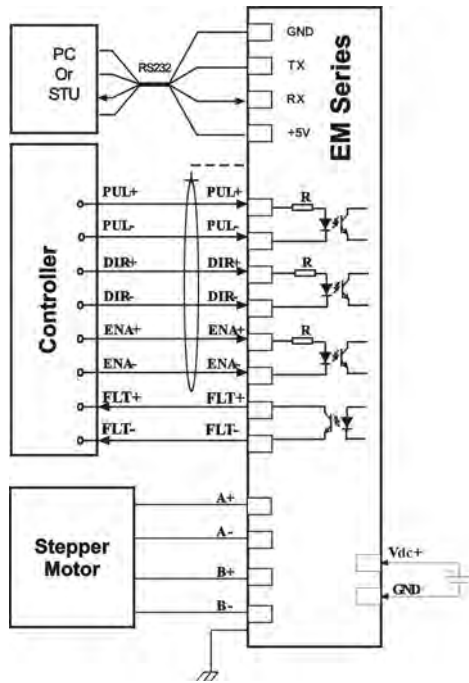 PC
Or
STU
RS232
GND
TX
RX
+5V
EM Series
Controller
PUL+ PUL+ R
PUL- PUL-
DIR+ DIR+ R
DIR- DIR-
ENA+ ENA+ R
ENA- ENA-
FLT+ FLT+
FLT- FLT-
Stepper
Motor
A+
A-
B+
B-
Vdc+
GND